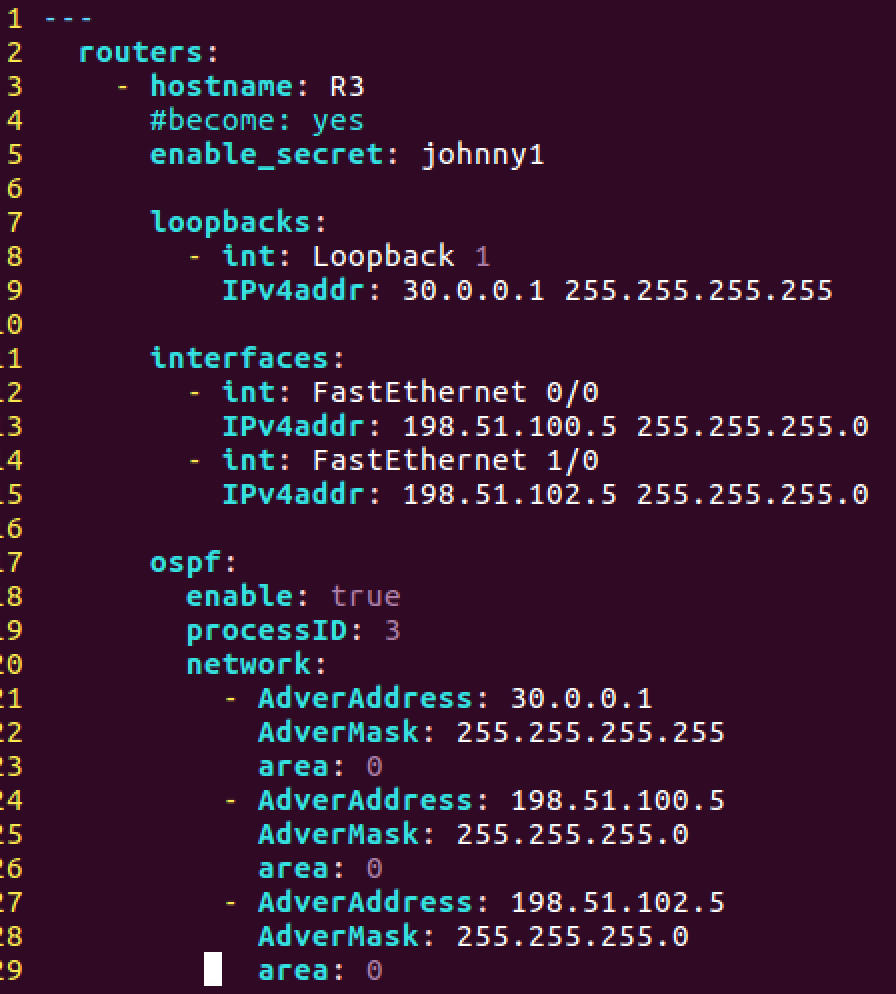 1 ---
2 routers:
3 - hostname: R3
4 #become: yes
5 enable_secret: johnny1
6
7 loopbacks:
8 - int: Loopback 1
9 IPv4addr: 30.0.0.1 255.255.255.255
10
11 interfaces:
12 - int: FastEthernet 0/0
13 IPv4addr: 198.51.100.5 255.255.255.0
14 - int: FastEthernet 1/0
15 IPv4addr: 198.51.102.5 255.255.255.0
16
17 ospf:
18 enable: true
19 processID: 3
20 network:
21 - AdverAddress: 30.0.0.1
22 AdverMask: 255.255.255.255
23 area: 0
24 - AdverAddress: 198.51.100.5
25 AdverMask: 255.255.255.0
26 area: 0
27 - AdverAddress: 198.51.102.5
28 AdverMask: 255.255.255.0
29 area: 0